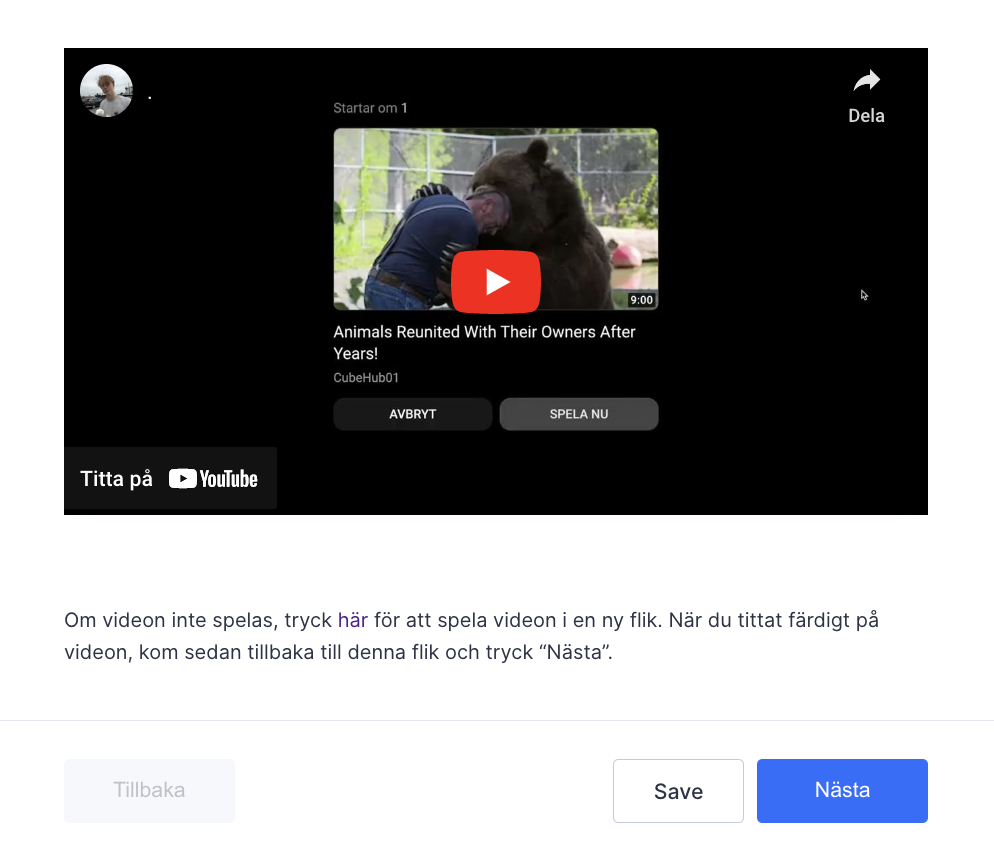 .
Dela
Startar om 1
9:00
Animals Reunited With Their Owners After
Years!
CubeHub01
AVBRYT
SPELA NU
Titta på YouTube
Om videon inte spelas, tryck här för att spela videon i en ny flik. När du tittat färdigt på
videon, kom sedan tillbaka till denna flik och tryck “Nästa”.
Tillbaka
Save
Nästa